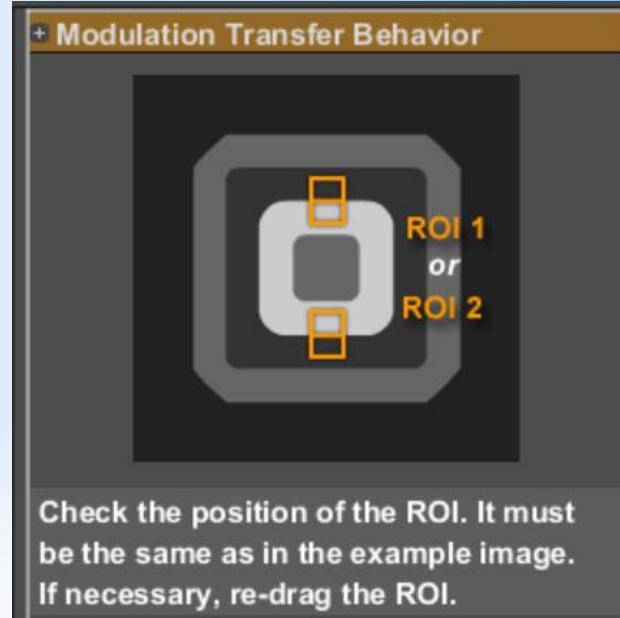 Modulation Transfer Behavior
ROI 1
or
ROI 2
Check the position of the ROI. It must
be the same as in the example image.
If necessary, re-drag the ROI.